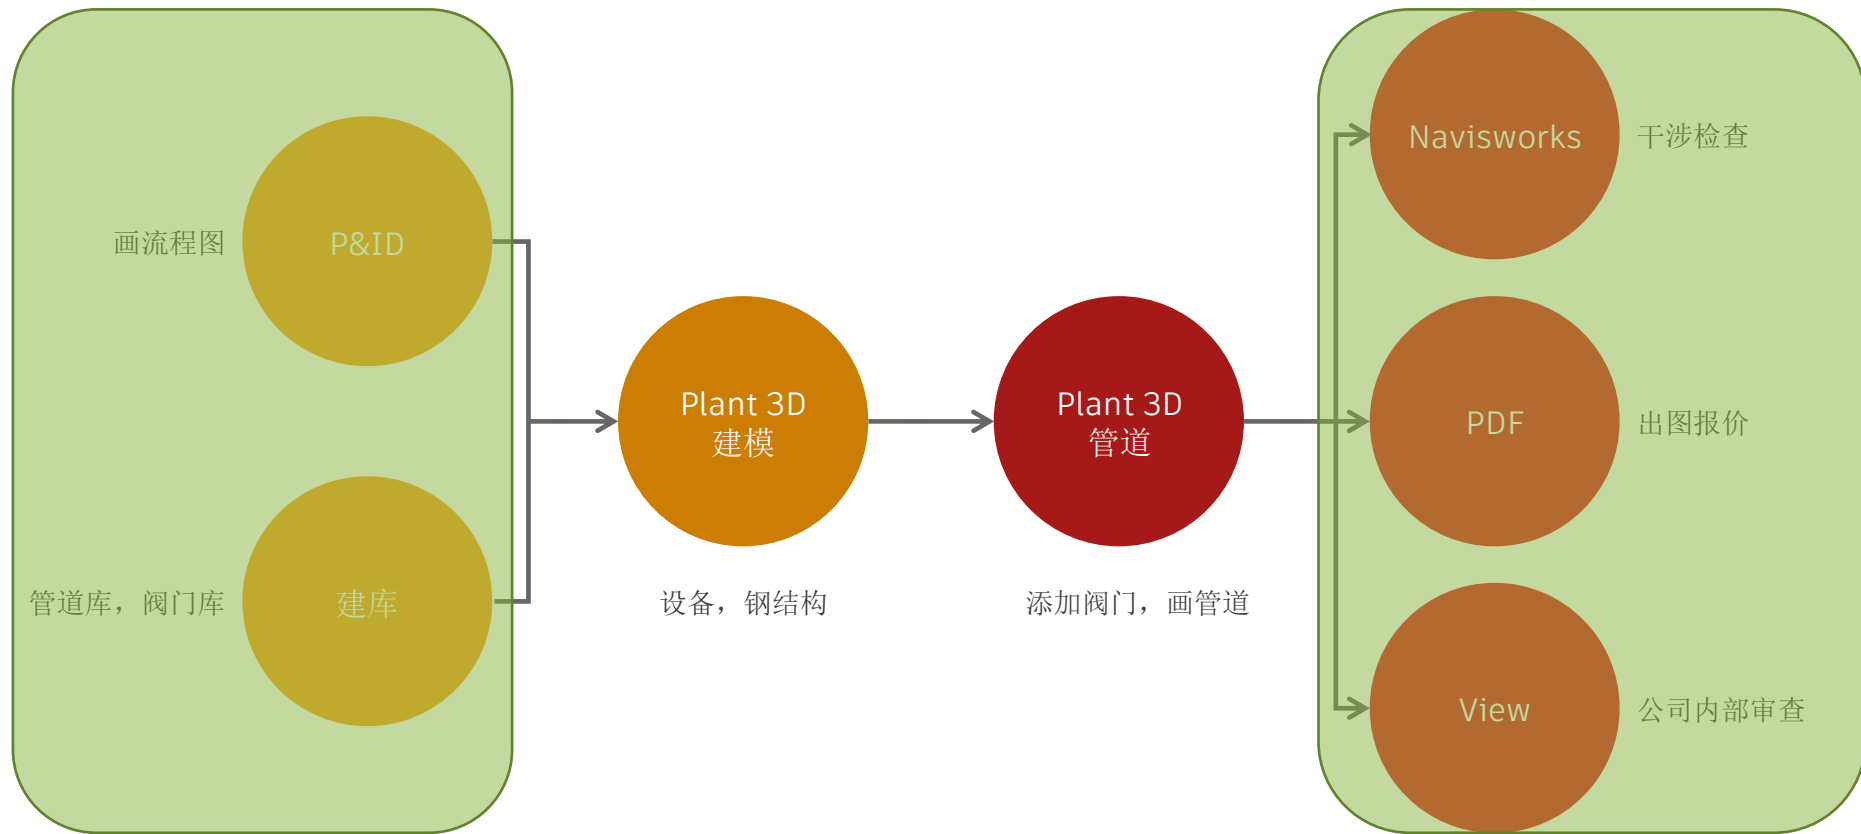 画流程图
P&ID
管道库，阀门库
建库
Plant 3D
建模
设备，钢结构
Plant 3D
管道
添加阀门，画管道
Navisworks
干涉检查
PDF
出图报价
View
公司内部审查